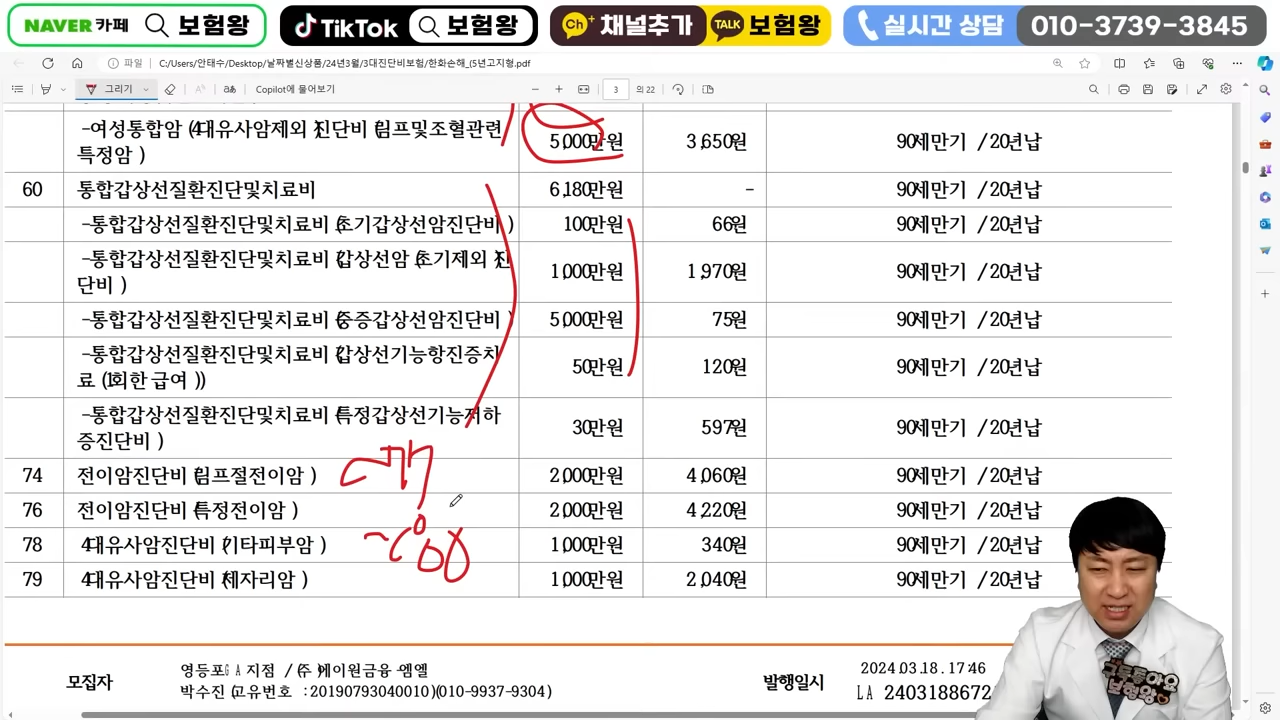 NAVER 카페 보험왕 TikTok 보험왕 Ch+ 채널추가 TALK 보험왕 실시간 상담 010-3739-3845
파일 C:/Users/안태수/Desktop/날짜별신상품/24년3월/3대진단비보험/한화손해_(5년고지형.pdf
그리기 aあ Copilot에 물어보기 3 의 22
-여성통합암(4대유사암제외)진단비(림프및조혈관련 5,000만원 3,650원 90세만기 /20년납
특정암)
60 통합갑상선질환진단및치료비 6,180만원 - 90세만기 /20년납
-통합갑상선질환진단및치료비(초기갑상선암진단비) 100만원 66원 90세만기 /20년납
-통합갑상선질환진단및치료비(갑상선암(초기제외)진 1,000만원 1,970원 90세만기 /20년납
단비)
-통합갑상선질환진단및치료비(중증갑상선암진단비) 5,000만원 75원 90세만기 /20년납
-통합갑상선질환진단및치료비(갑상선기능항진증치 50만원 120원 90세만기 /20년납
료(1회한급여))
-통합갑상선질환진단및치료비(특정갑상선기능저하 30만원 597원 90세만기 /20년납
증진단비)
74 전이암진단비(림프절전이암) 2,000만원 4,060원 90세만기 /20년납
76 전이암진단비(특정전이암) 2,000만원 4,220원 90세만기 /20년납
78 4대유사암진단비(기타피부암) 1,000만원 340원 90세만기 /20년납
79 4대유사암진단비(제자리암) 1,000만원 2,040원 90세만기 /20년납
모집자 영등포GA지점 /(주)에이원금융-엠엘 발행일시 2024.03.18. 17:46
박수진(고유번호 :20190793040010)(010-9937-9304) LA 2403188672
구독좋아요
보험왕